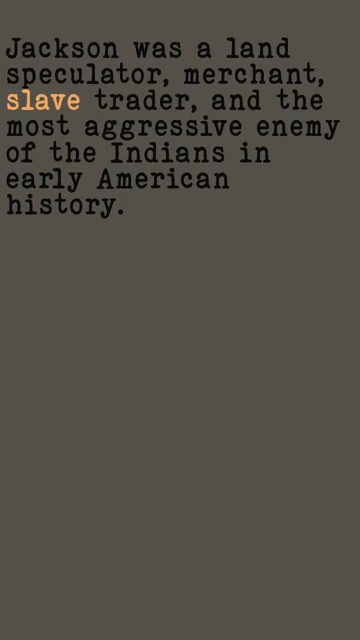 Jackson was a land
speculator, merchant,
slave trader, and the
most aggressive enemy
of the Indians in
early American
history.